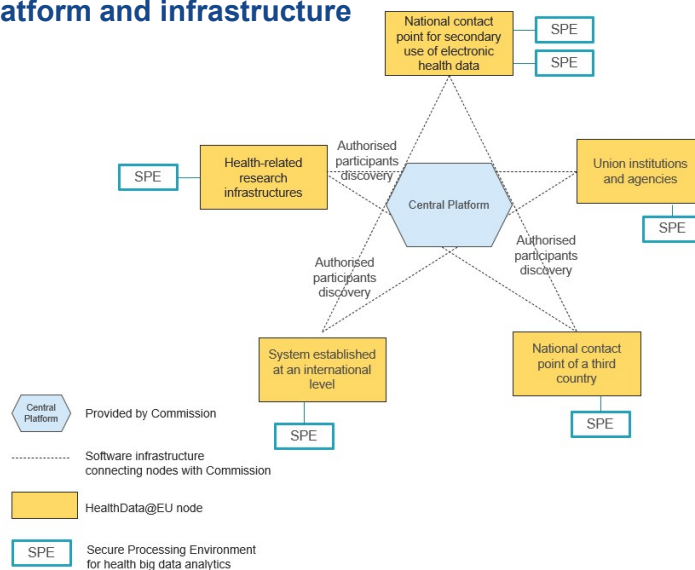 atform and infrastructure
National contact
point for secondary
use of electronic
health data
SPE
SPE
Authorised
participants
discovery
Health-related
research
infrastructures
SPE
Central Platform
Union institutions
and agencies
SPE
Authorised
participants
discovery
Authorised
participants
discovery
System established
at an international
level
SPE
National contact
point of a third
country
SPE
Central
Platform
Provided by Commission
Software infrastructure
connecting nodes with Commission
HealthData@EU node
SPE
Secure Processing Environment
for health big data analytics